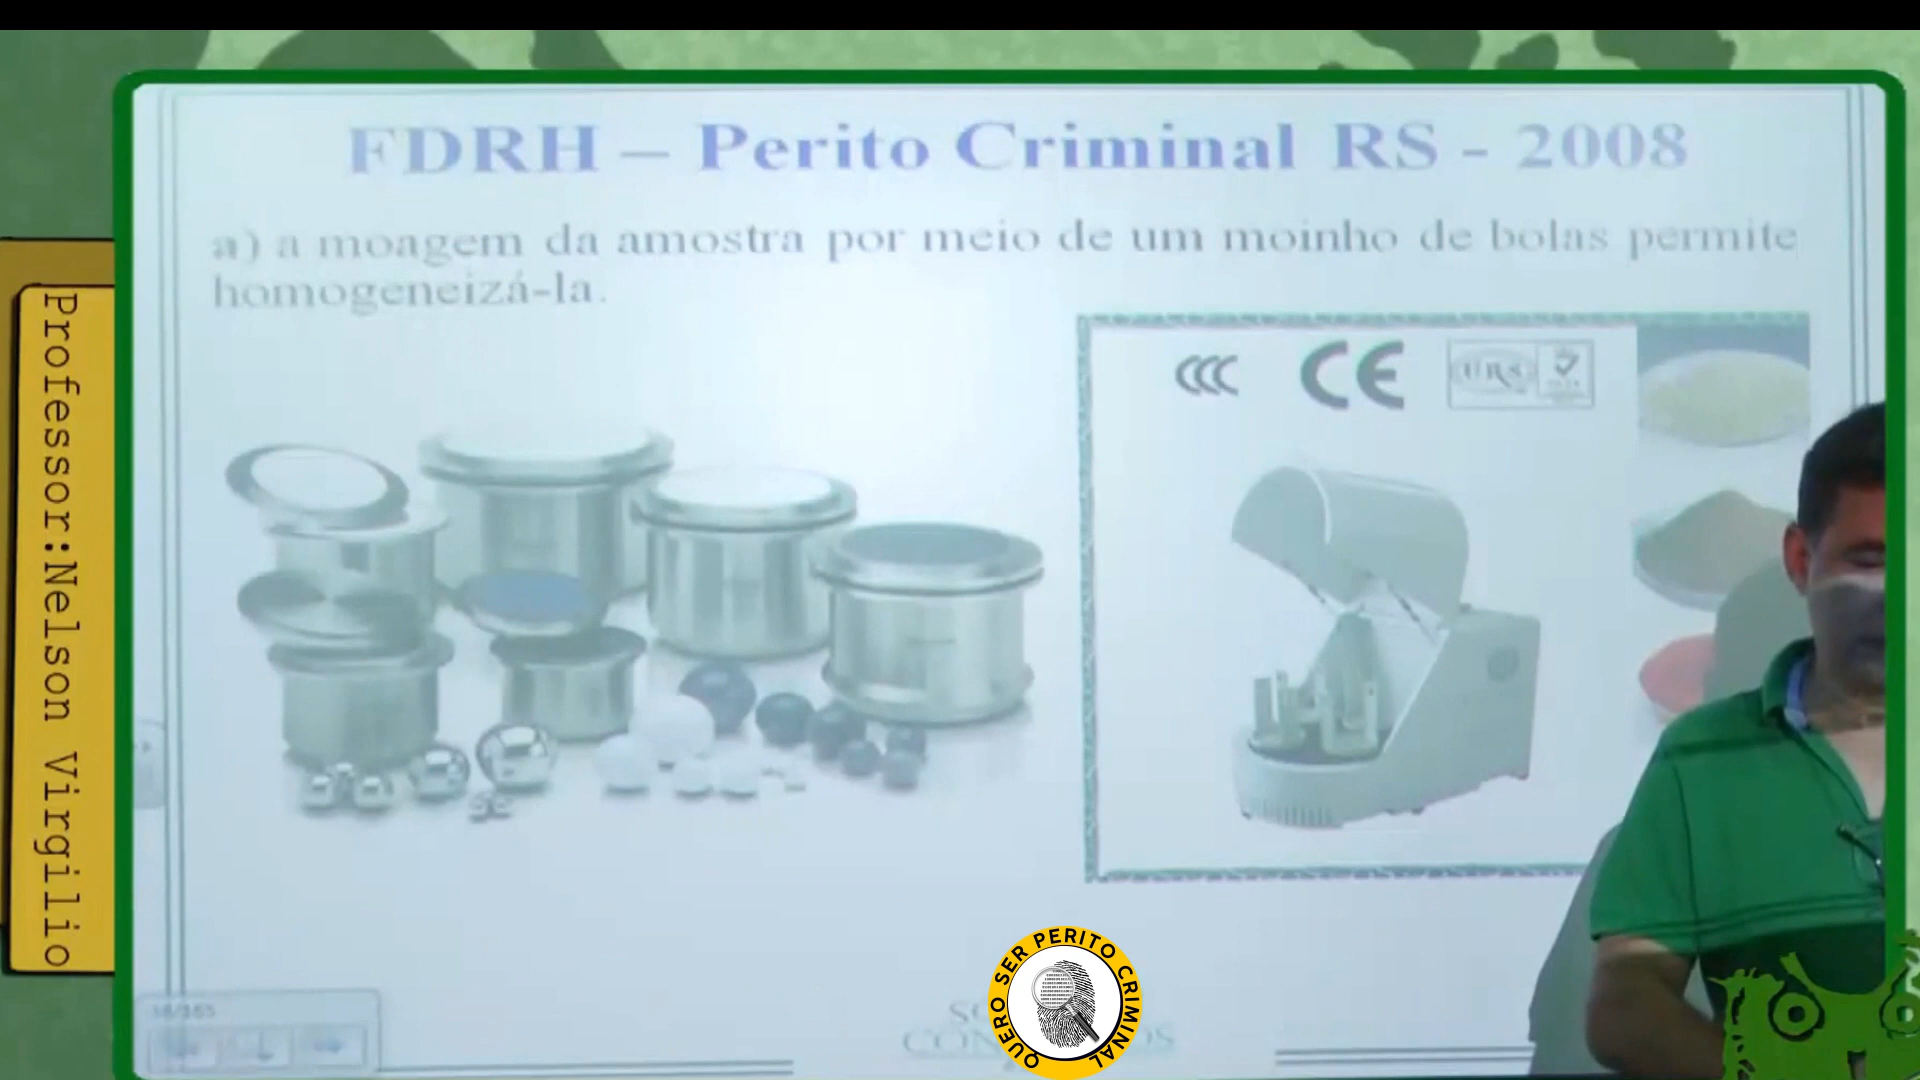 FDRH – Perito Criminal RS - 2008
a) a moagem da amostra por meio de um moinho de bolas permite
homogeneizá-la.
CE
URS
Professor:Nelson Virgilio
QUERO SER PERITO CRIMINAL